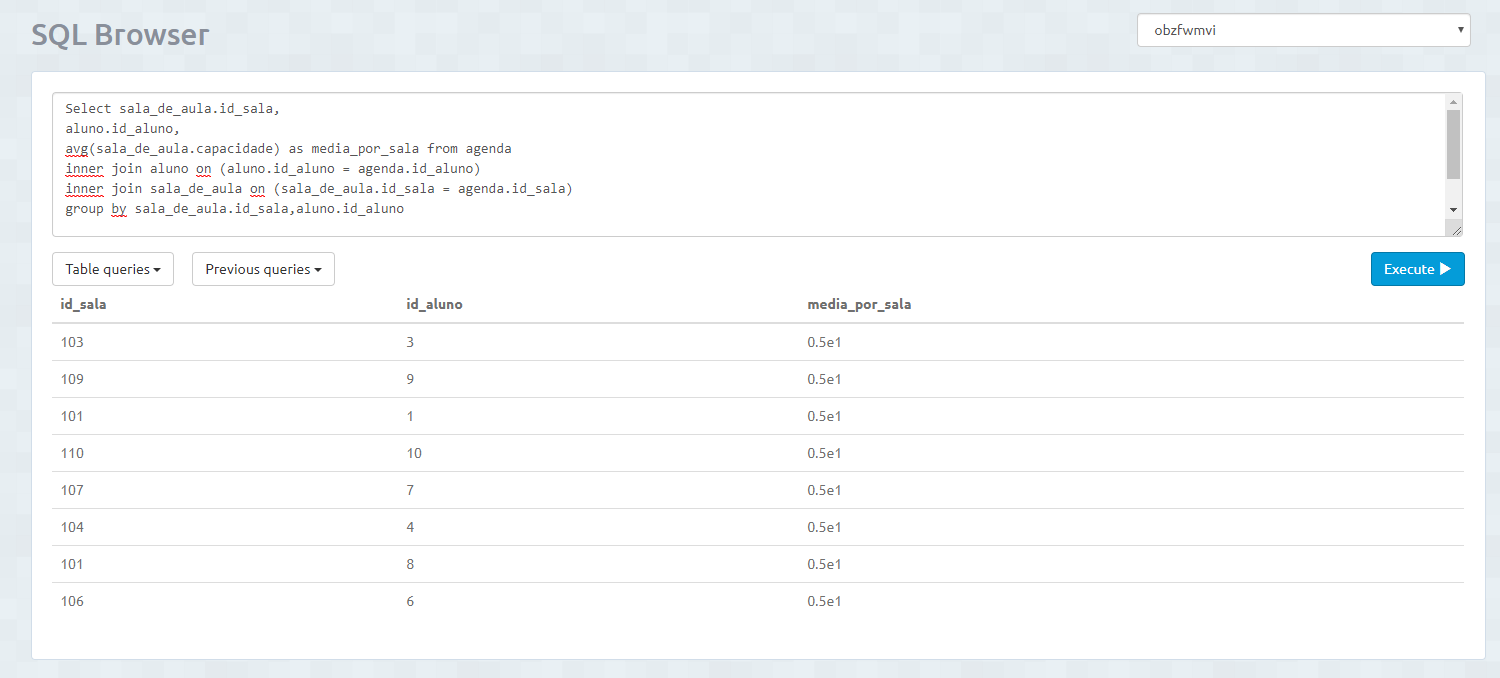 SQL Browser
obzfwmvi
Select sala_de_aula.id_sala,
aluno.id_aluno,
avg(sala_de_aula.capacidade) as media_por_sala from agenda
inner join aluno on (aluno.id_aluno = agenda.id_aluno)
inner join sala_de_aula on (sala_de_aula.id_sala = agenda.id_sala)
group by sala_de_aula.id_sala,aluno.id_aluno
Table queries Previous queries Execute
id_sala id_aluno media_por_sala
103 3 0.5e1
109 9 0.5e1
101 1 0.5e1
110 10 0.5e1
107 7 0.5e1
104 4 0.5e1
101 8 0.5e1
106 6 0.5e1